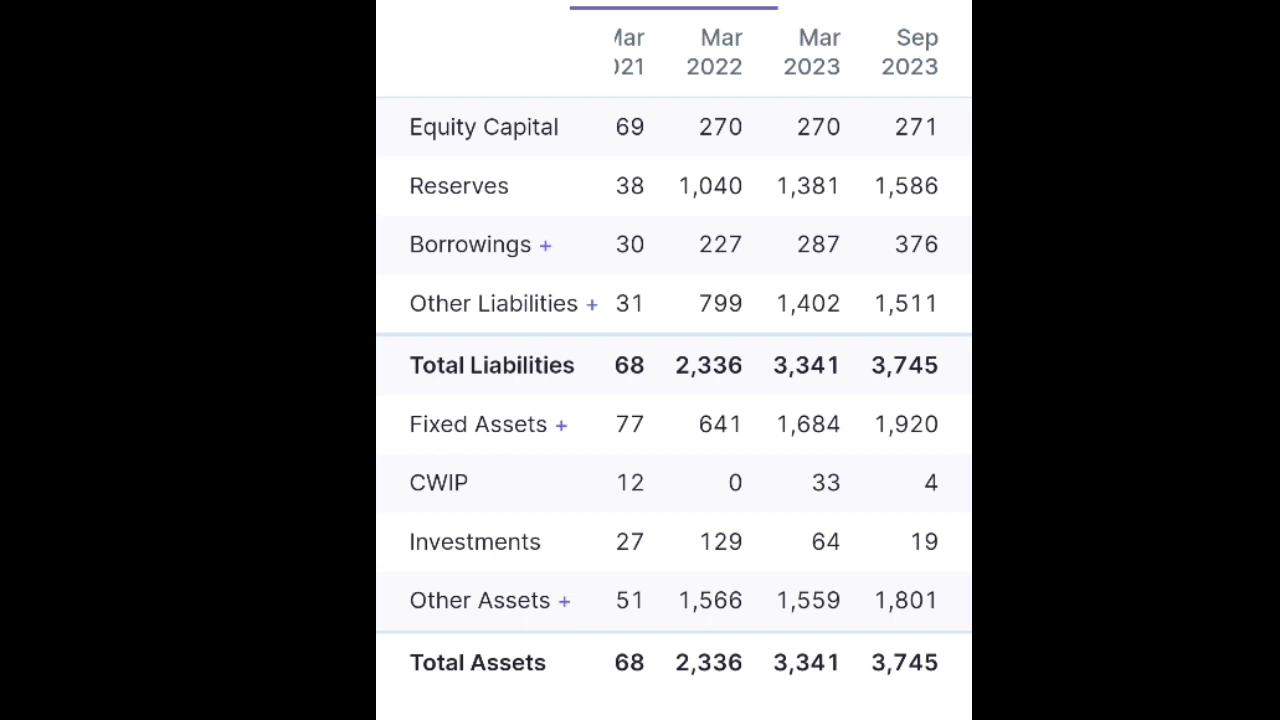 Mar Mar Sep
2022 2023 2023
Equity Capital 69 270 270 271
Reserves 38 1,040 1,381 1,586
Borrowings + 30 227 287 376
Other Liabilities + 31 799 1,402 1,511
Total Liabilities 68 2,336 3,341 3,745
Fixed Assets + 77 641 1,684 1,920
CWIP 12 0 33 4
Investments 27 129 64 19
Other Assets + 51 1,566 1,559 1,801
Total Assets 68 2,336 3,341 3,745